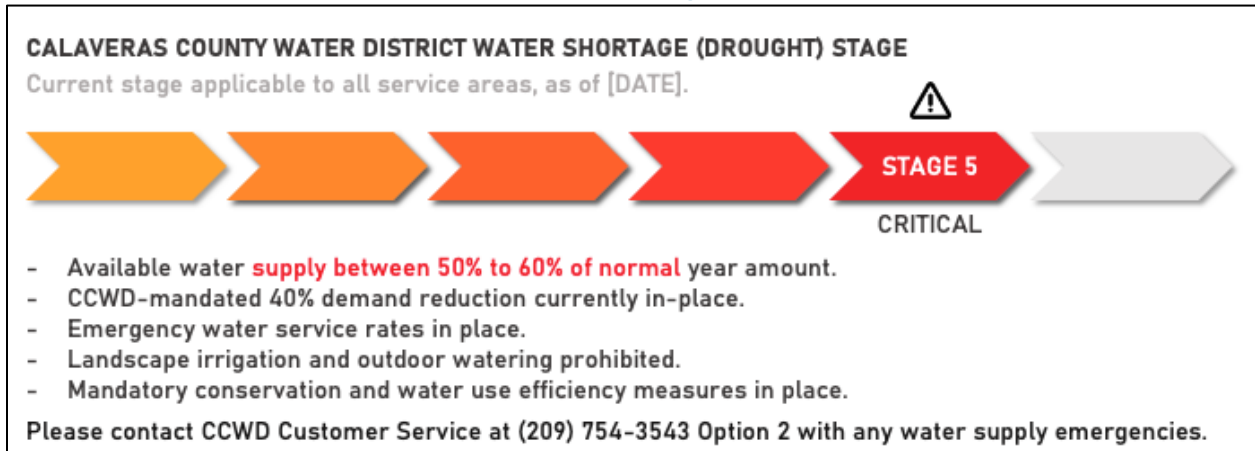 CALAVERAS COUNTY WATER DISTRICT WATER SHORTAGE (DROUGHT) STAGE
Current stage applicable to all service areas, as of [DATE].
STAGE 5
CRITICAL
- Available water supply between 50% to 60% of normal year amount.
- CCWD-mandated 40% demand reduction currently in-place.
- Emergency water service rates in place.
- Landscape irrigation and outdoor watering prohibited.
- Mandatory conservation and water use efficiency measures in place.
Please contact CCWD Customer Service at (209) 754-3543 Option 2 with any water supply emergencies.